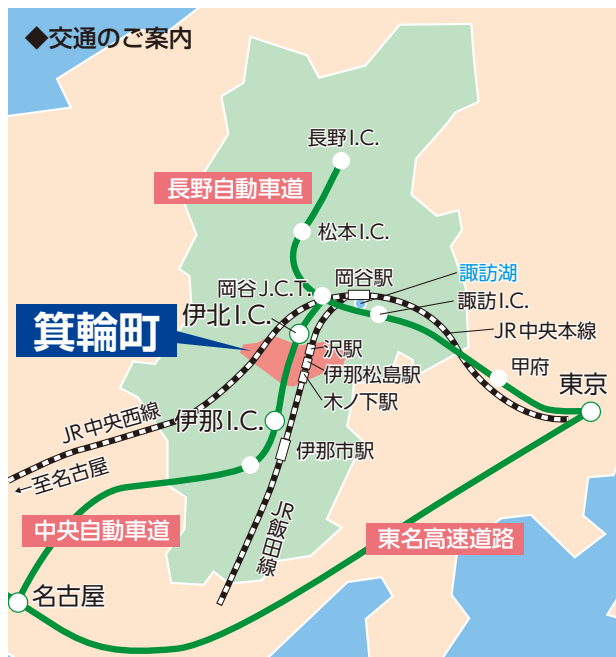 ◆交通のご案内
長野I.C.
長野自動車道
松本I.C.
岡谷J.C.T.
岡谷駅
諏訪湖
諏訪I.C.
箕輪町
伊北I.C.
JR中央本線
沢駅
伊那松島駅
木ノ下駅
甲府
東京
JR中央西線
伊那I.C.
伊那市駅
←至名古屋
中央自動車道
JR飯田線
東名高速道路
名古屋